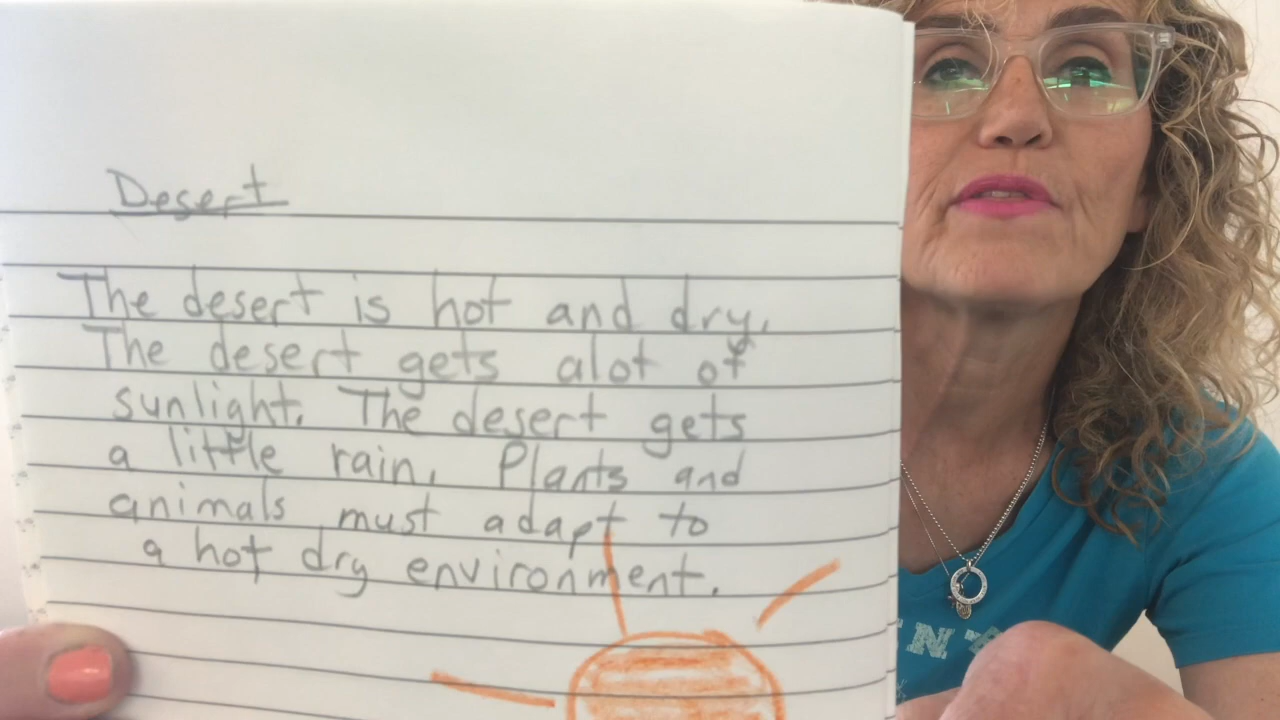 Desert
The desert is hot and dry.
The desert gets alot of
sunlight. The desert gets
a little rain. Plants and
animals must adapt to
a hot dry environment.